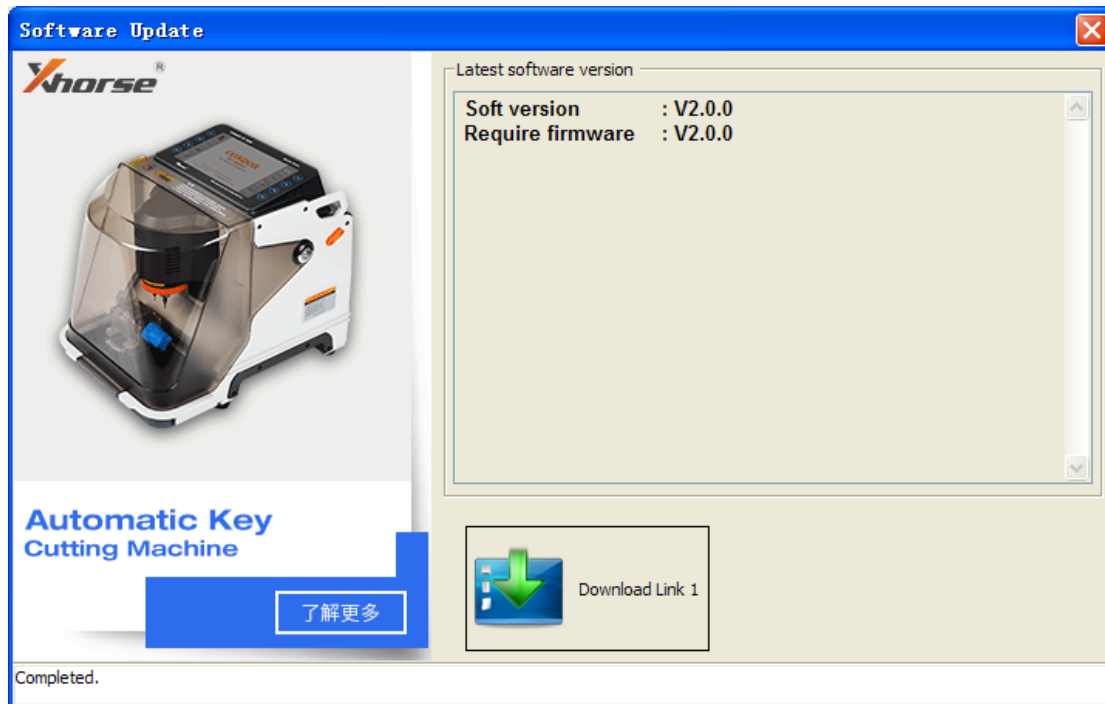 Software Update
Xhorse®
Latest software version
Soft version : V2.0.0
Require firmware : V2.0.0
CONDOR
Automatic Key
Cutting Machine
了解更多
Download Link 1
Completed.